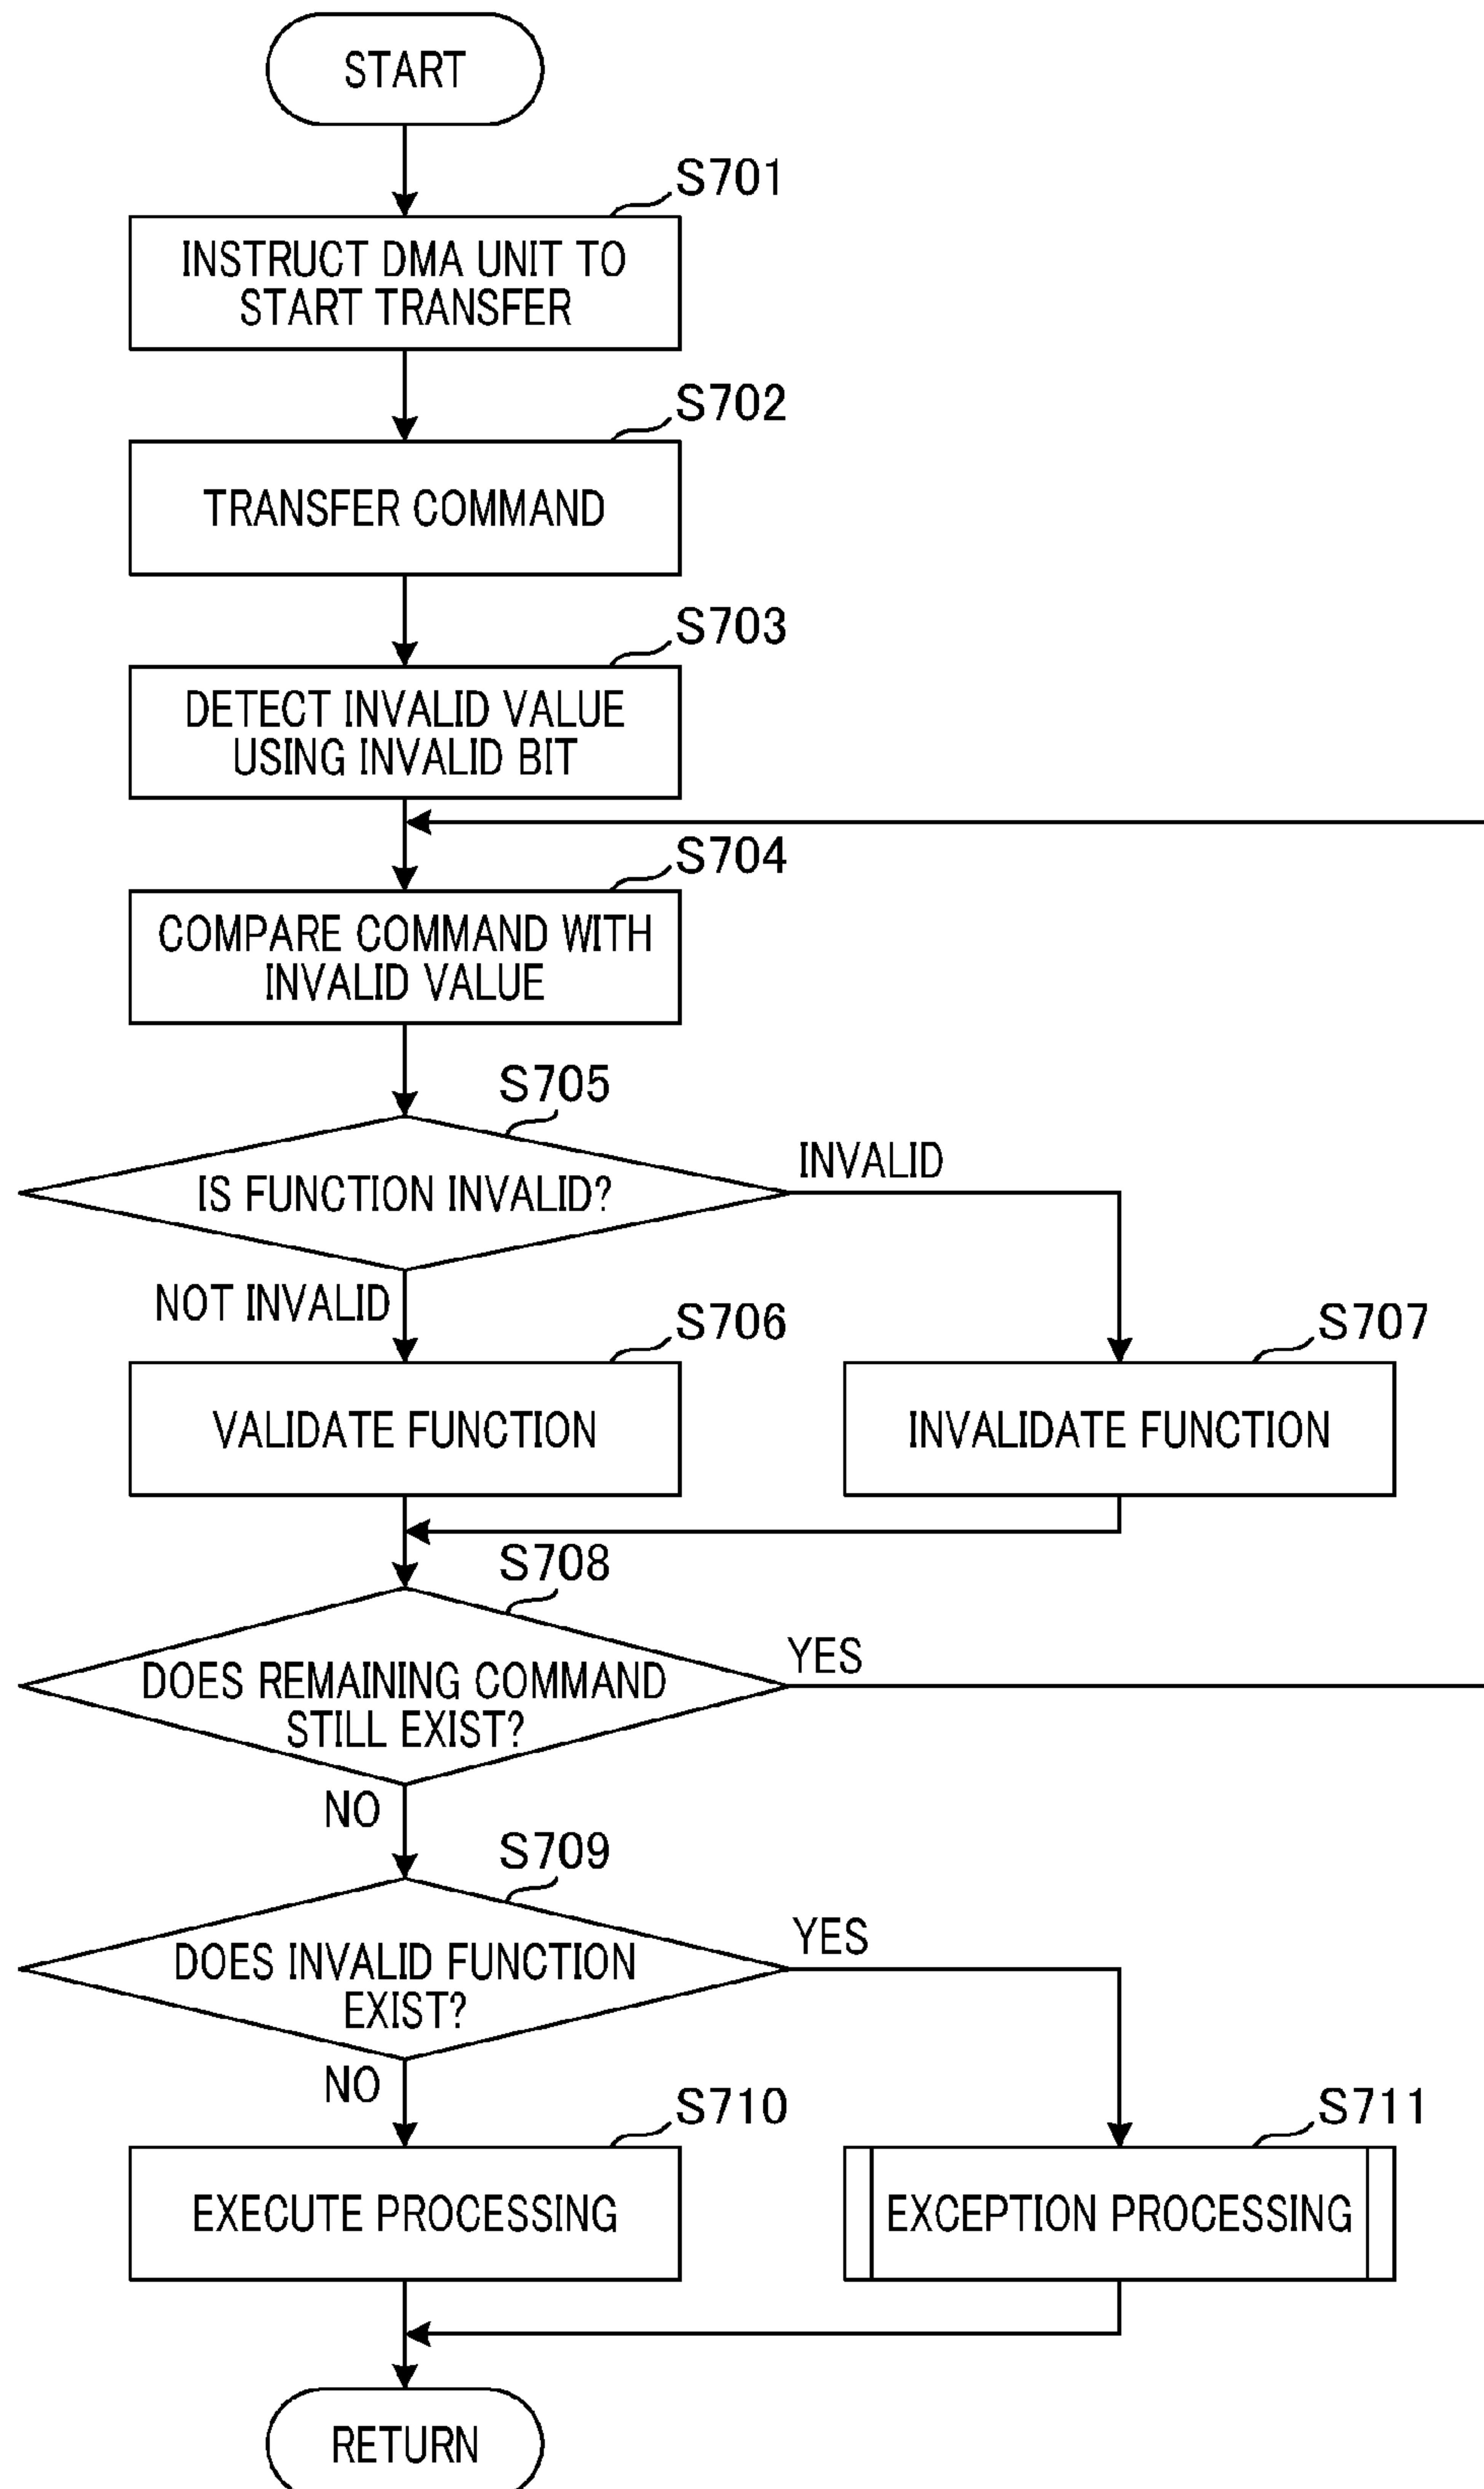 START
S701
INSTRUCT DMA UNIT TO
START TRANSFER
S702
TRANSFER COMMAND
S703
DETECT INVALID VALUE
USING INVALID BIT
S704
COMPARE COMMAND WITH
INVALID VALUE
S705
IS FUNCTION INVALID?
INVALID
NOT INVALID
S706
VALIDATE FUNCTION
S707
INVALIDATE FUNCTION
S708
DOES REMAINING COMMAND
STILL EXIST?
YES
NO
S709
DOES INVALID FUNCTION
EXIST?
YES
NO
S710
EXECUTE PROCESSING
S711
EXCEPTION PROCESSING
RETURN